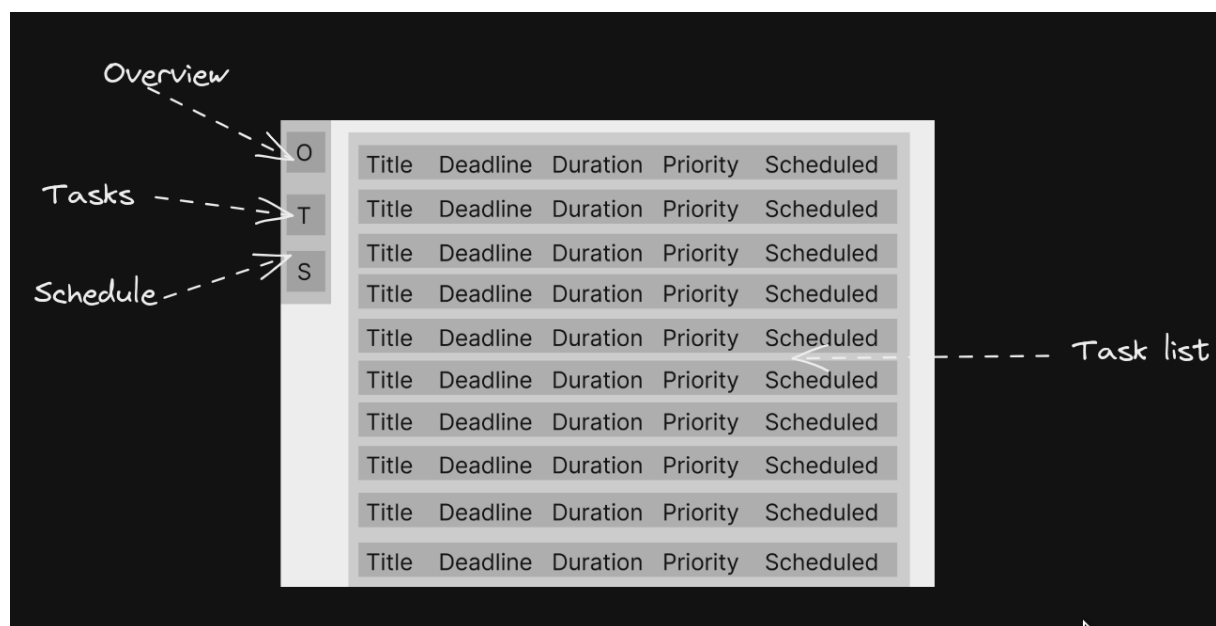 Overview
O
Title Deadline Duration Priority Scheduled
Tasks
T
Title Deadline Duration Priority Scheduled
Title Deadline Duration Priority Scheduled
Schedule
S
Title Deadline Duration Priority Scheduled
Title Deadline Duration Priority Scheduled
Task list
Title Deadline Duration Priority Scheduled
Title Deadline Duration Priority Scheduled
Title Deadline Duration Priority Scheduled
Title Deadline Duration Priority Scheduled
Title Deadline Duration Priority Scheduled